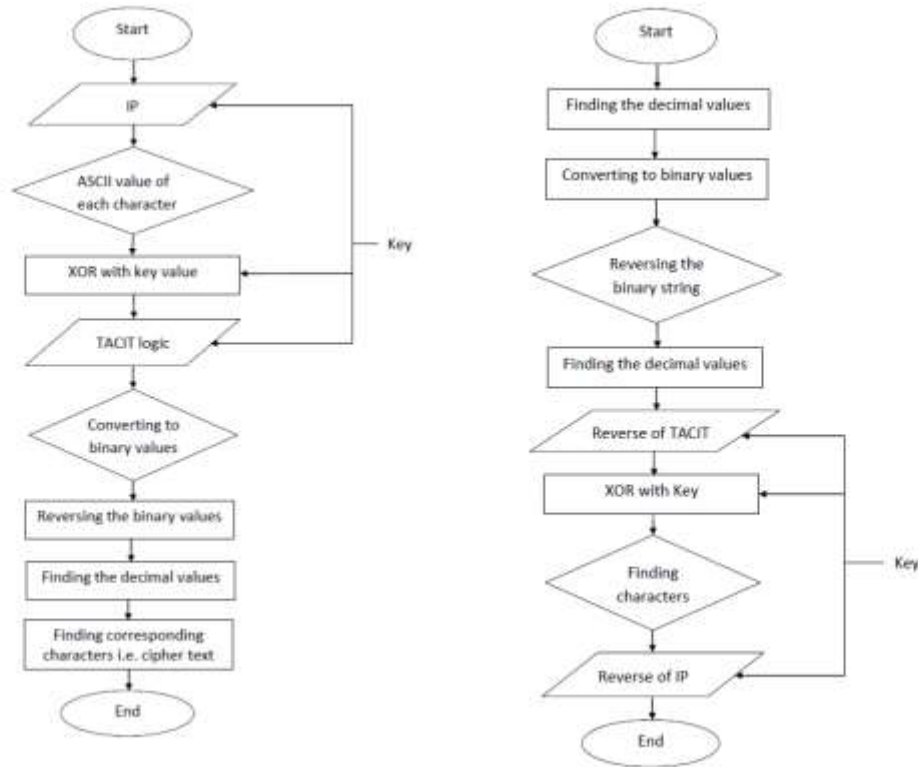 Start
IP
ASCII value of
each character
XOR with key value
TACIT logic
Converting to
binary values
Reversing the binary values
Finding the decimal values
Finding corresponding
characters i.e. cipher text
End
Key
Start
Finding the decimal values
Converting to binary values
Reversing the
binary string
Finding the decimal values
Reverse of TACIT
XOR with Key
Finding
characters
Reverse of IP
End
Key